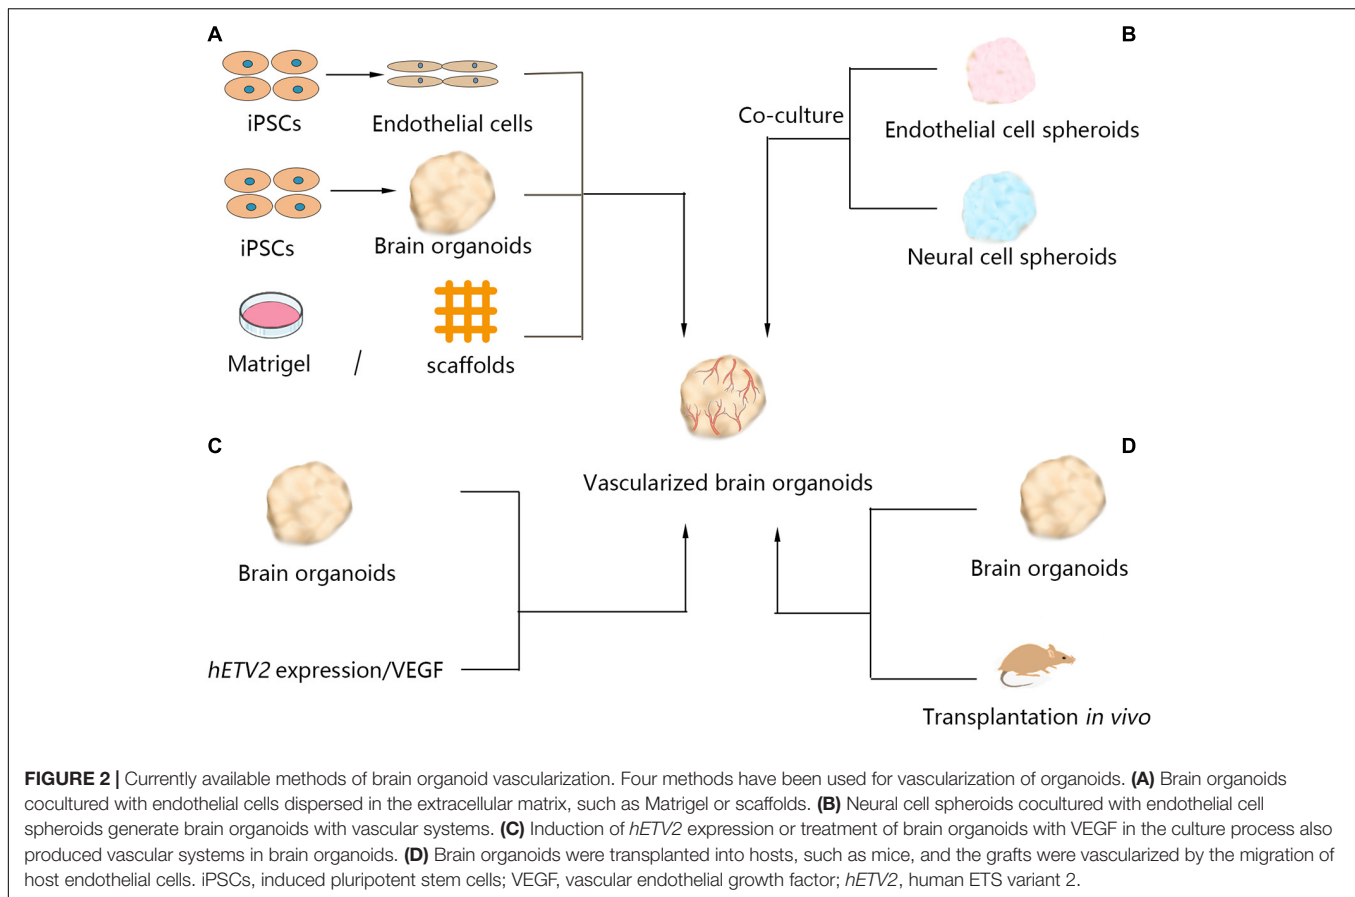 A
iPSCs
Endothelial cells
iPSCs
Brain organoids
Matrigel / scaffolds
B
Co-culture
Endothelial cell spheroids
Neural cell spheroids
Vascularized brain organoids
C
Brain organoids
hETV2 expression/VEGF
D
Brain organoids
Transplantation in vivo
FIGURE 2 | Currently available methods of brain organoid vascularization. Four methods have been used for vascularization of organoids. (A) Brain organoids
cocultured with endothelial cells dispersed in the extracellular matrix, such as Matrigel or scaffolds. (B) Neural cell spheroids cocultured with endothelial cell
spheroids generate brain organoids with vascular systems. (C) Induction of hETV2 expression or treatment of brain organoids with VEGF in the culture process also
produced vascular systems in brain organoids. (D) Brain organoids were transplanted into hosts, such as mice, and the grafts were vascularized by the migration of
host endothelial cells. iPSCs, induced pluripotent stem cells; VEGF, vascular endothelial growth factor; hETV2, human ETS variant 2.